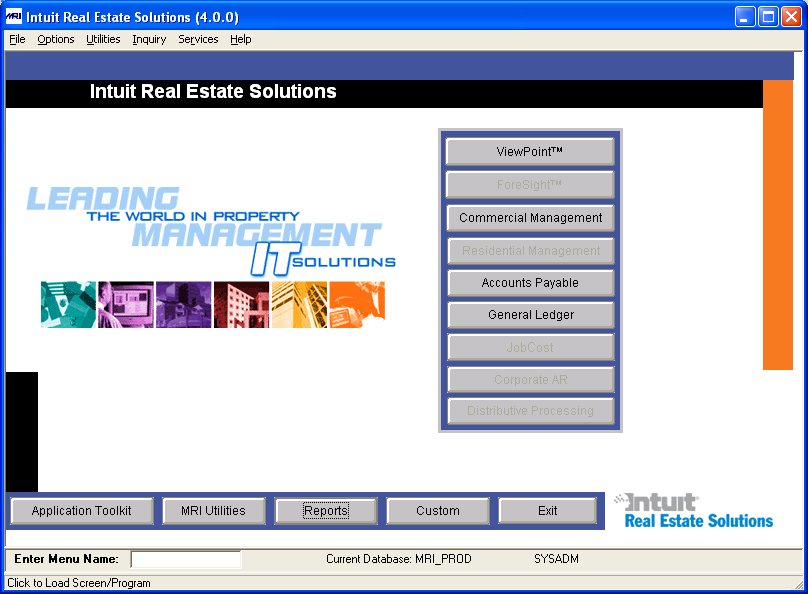 MRI Intuit Real Estate Solutions (4.0.0)
File Options Utilities Inquiry Services Help
Intuit Real Estate Solutions
LEADING
THE WORLD IN PROPERTY
MANAGEMENT
IT SOLUTIONS
ViewPoint™
ForeSight™
Commercial Management
Residential Management
Accounts Payable
General Ledger
JobCost
Corporate AR
Distributive Processing
Application Toolkit MRI Utilities Reports Custom Exit
Intuit
Real Estate Solutions
Enter Menu Name: Current Database: MRI_PROD SYSADM
Click to Load Screen/Program